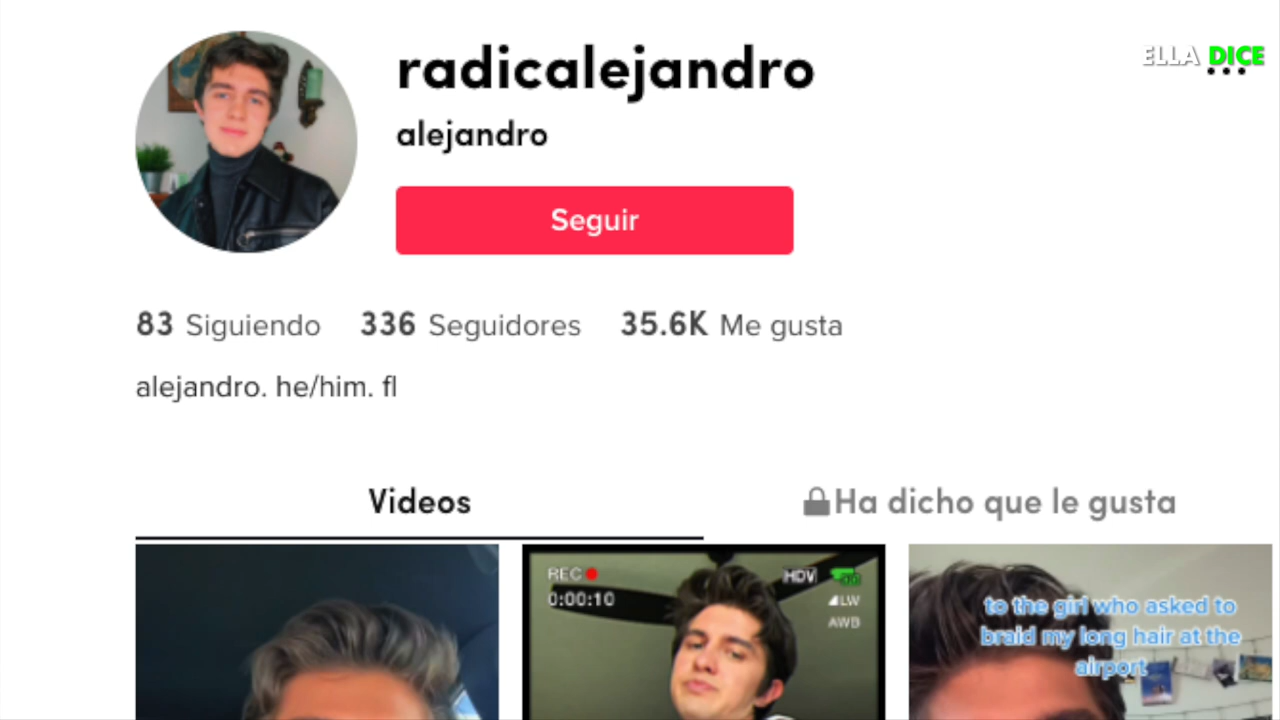 radicalejandro
ELLA DICE
...
alejandro
Seguir
83 Siguiendo 336 Seguidores 35.6K Me gusta
alejandro. he/him. fl
Videos
Ha dicho que le gusta
REC
HDV
0:00:10
LW
AWB
to the girl who asked to
braid my long hair at the
airport